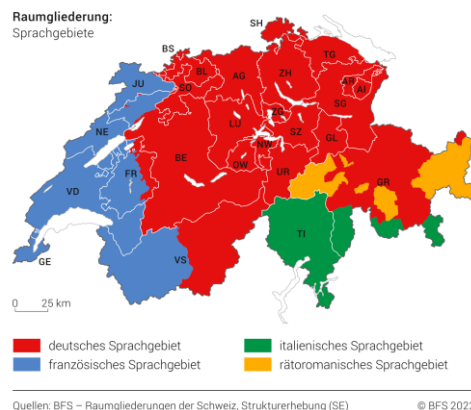 Raumgliederung:
Sprachgebiete
SH
BS
TG
JU
BL
AG
ZH
SO
AR
AI
SG
ZG
LU
NE
SZ
NW
GL
BE
OW
FR
UR
GR
VD
TI
VS
GE
0 25 km
deutsches Sprachgebiet
italienisches Sprachgebiet
französisches Sprachgebiet
rätoromanisches Sprachgebiet
Quellen: BFS – Raumgliederungen der Schweiz, Strukturerhebung (SE)
© BFS 2022